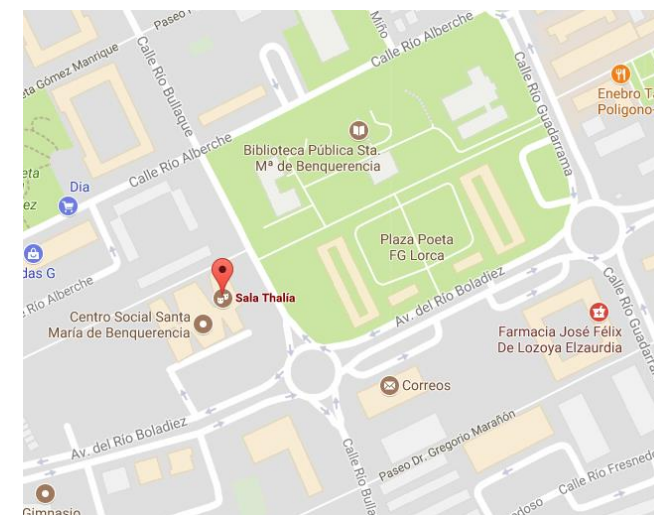 Paseo
Miño
Calle Río Alberche
Gómez Manrique
Calle Río Bullaque
Calle Río Guadarrama
Enebro
Polígono
Biblioteca Pública Sta.
Mª de Benquerencia
Calle Río Alberche
Dia
Plaza Poeta
FG Lorca
das G
Río Alberche
Sala Thalía
Centro Social Santa
María de Benquerencia
Av. del Río Boladiez
Calle Río Guadarrama
Farmacia José Félix
De Lozoya Elzaurdia
Correos
Av. del Río Boladiez
Paseo Dr. Gregorio Marañón
Calle Río
Calle Río
Gimnasio